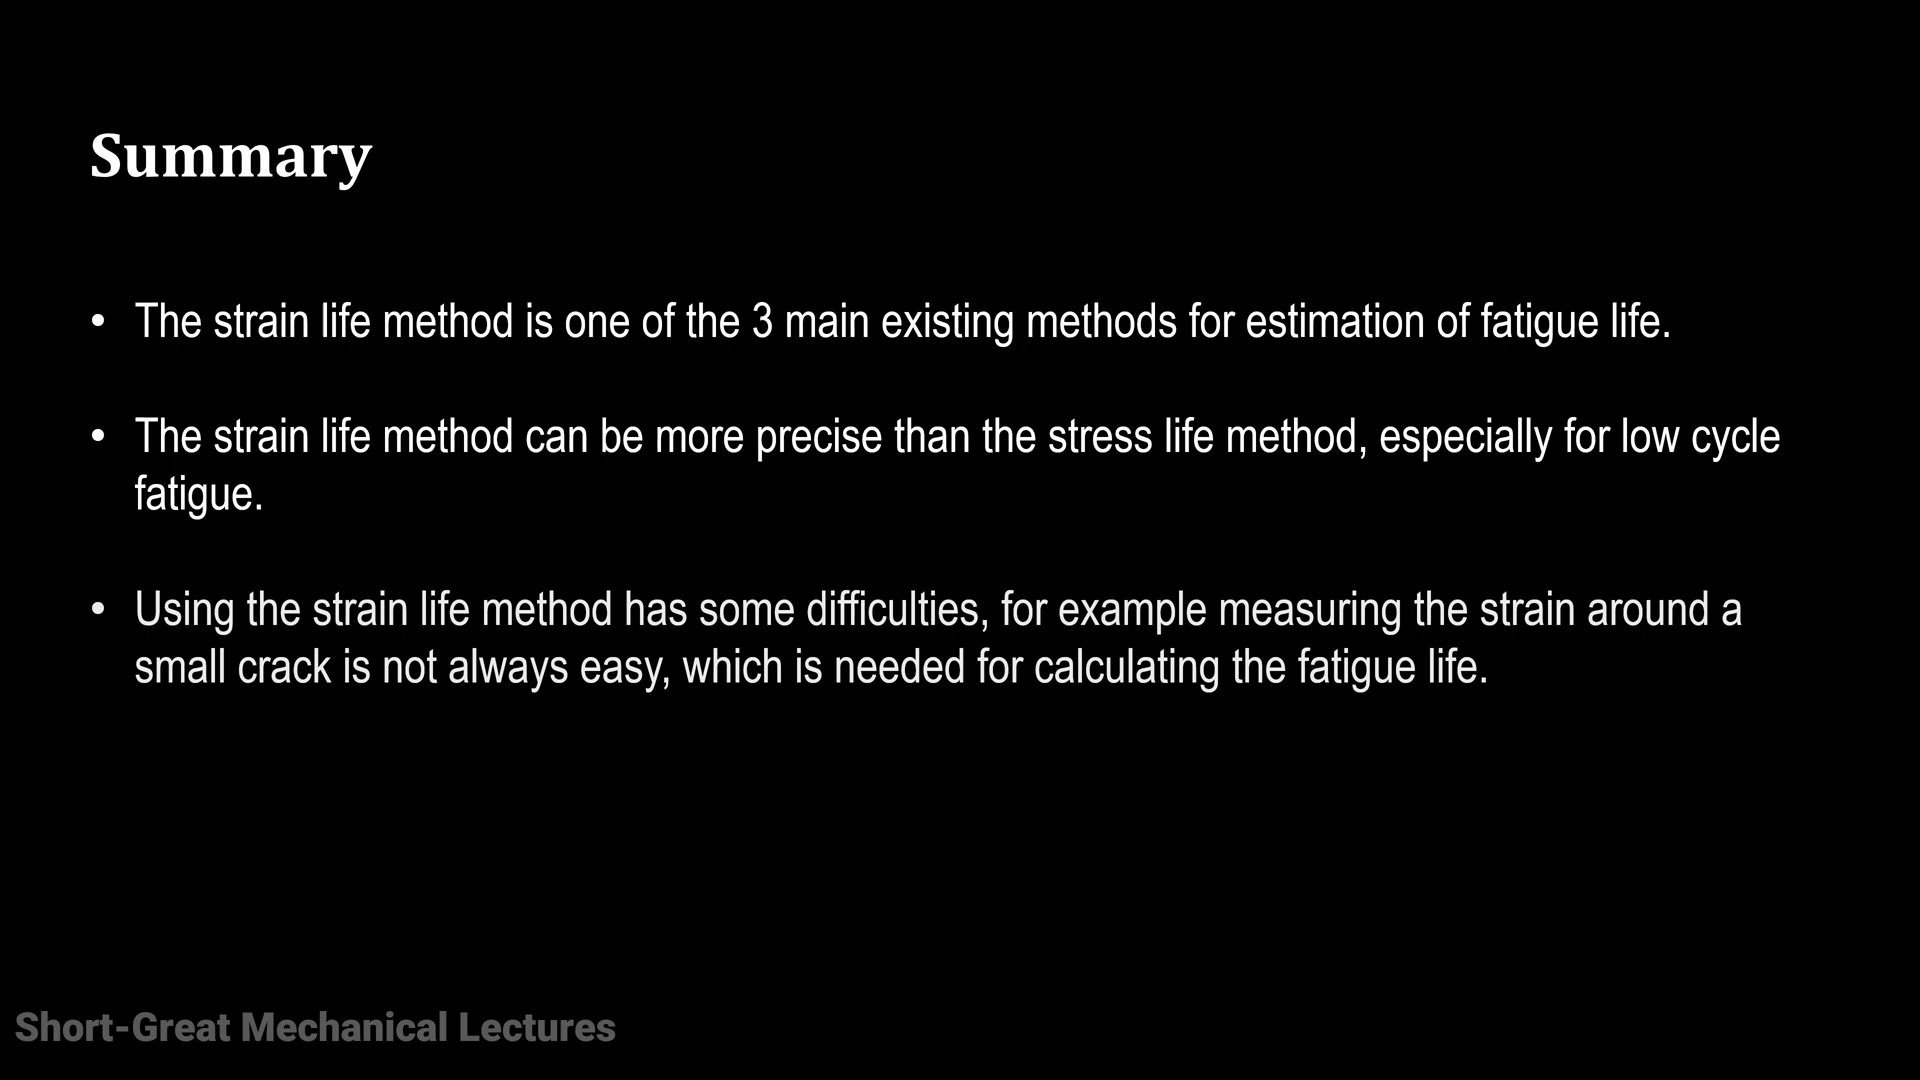 Summary
• The strain life method is one of the 3 main existing methods for estimation of fatigue life.
• The strain life method can be more precise than the stress life method, especially for low cycle
fatigue.
• Using the strain life method has some difficulties, for example measuring the strain around a
small crack is not always easy, which is needed for calculating the fatigue life.
Short-Great Mechanical Lectures